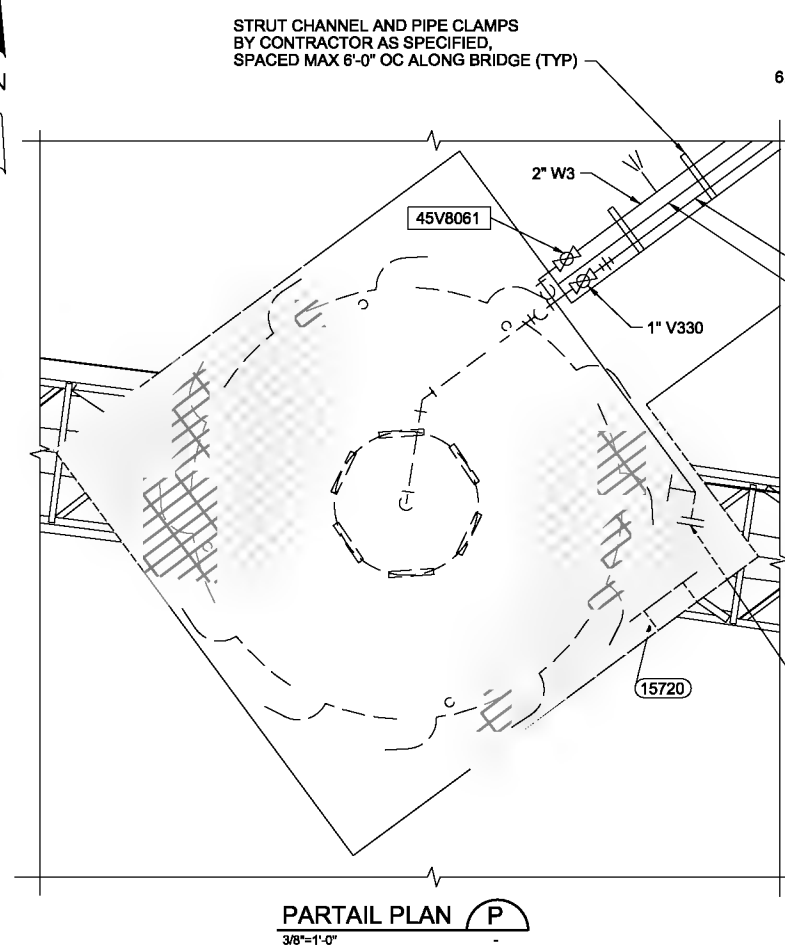 STRUT CHANNEL AND PIPE CLAMPS
BY CONTRACTOR AS SPECIFIED,
SPACED MAX 6'-0" OC ALONG BRIDGE (TYP)
6
N
2" W3
45V8061
1" V330
15720
PARTAIL PLAN P
3/8"=1'-0" -